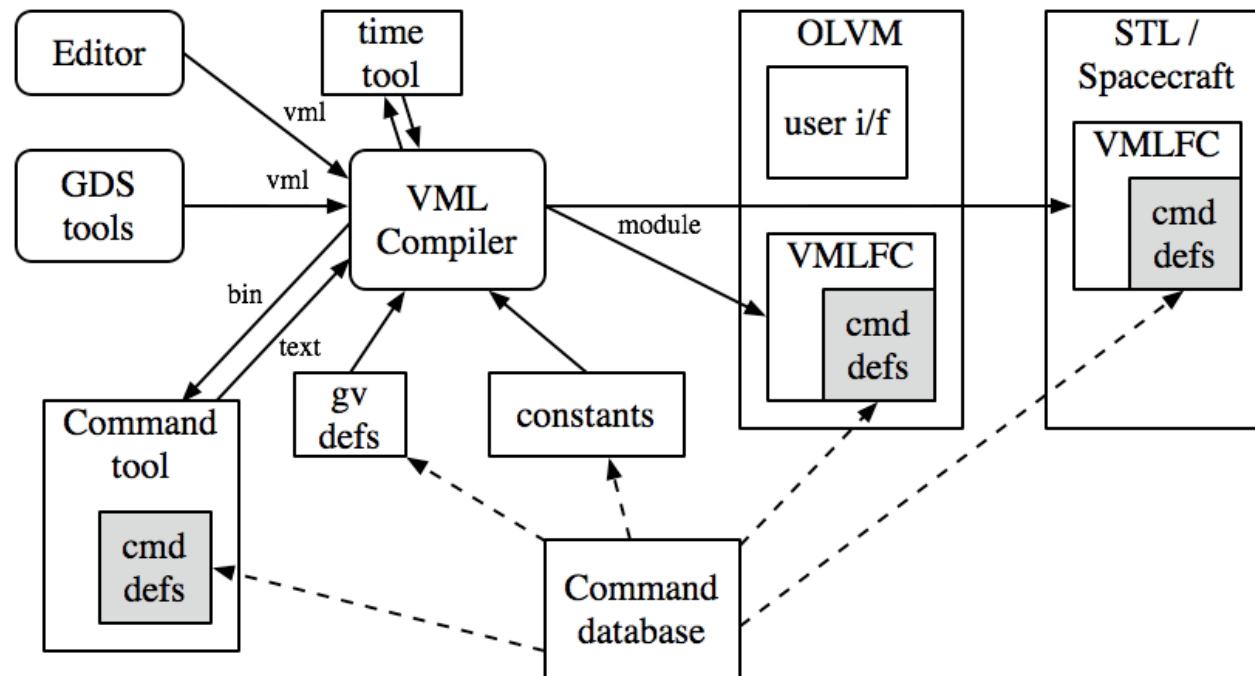 Editor
time
tool
OLVM
STL /
Spacecraft
vml
user i/f
GDS
tools
vml
VML
Compiler
module
VMLFC
cmd
defs
VMLFC
cmd
defs
bin
text
gv
defs
constants
Command
tool
cmd
defs
Command
database